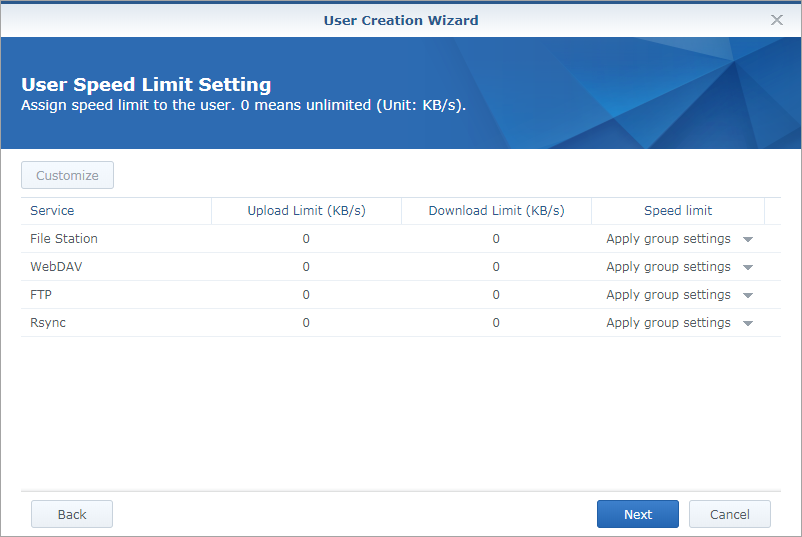 User Creation Wizard
User Speed Limit Setting
Assign speed limit to the user. 0 means unlimited (Unit: KB/s).
Customize
Service Upload Limit (KB/s) Download Limit (KB/s) Speed limit
File Station 0 0 Apply group settings
WebDAV 0 0 Apply group settings
FTP 0 0 Apply group settings
Rsync 0 0 Apply group settings
Back Next Cancel